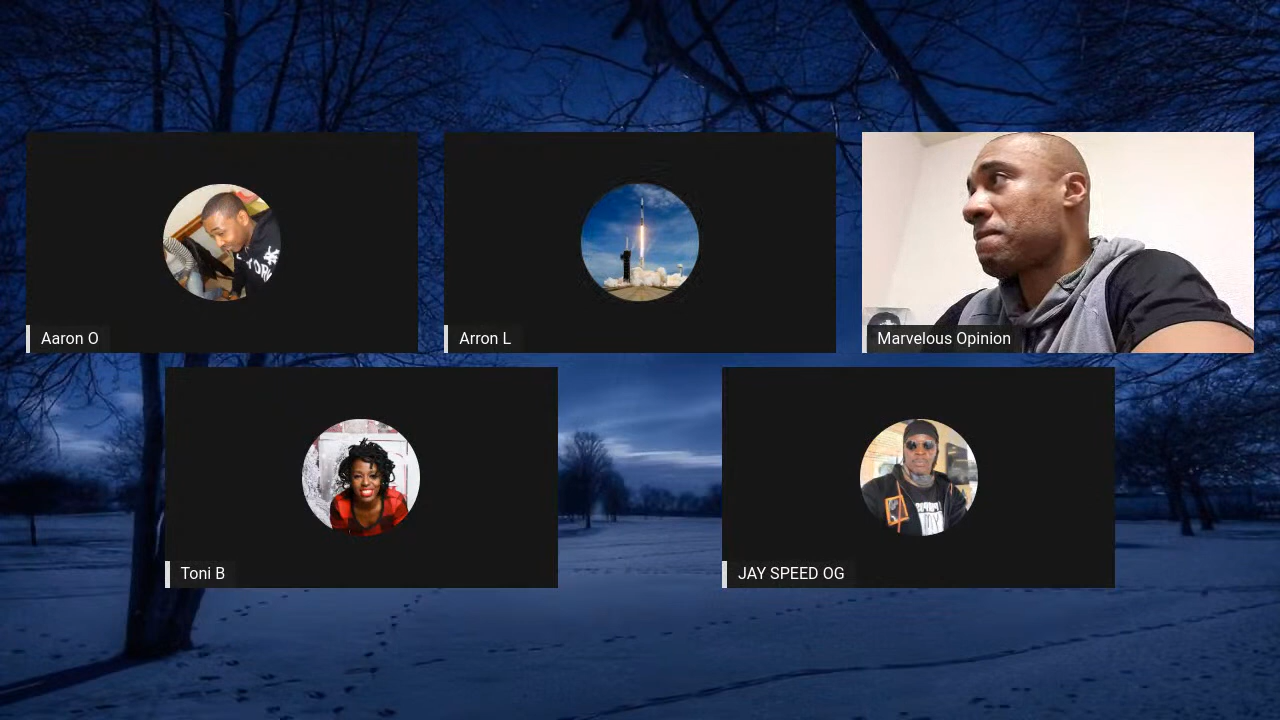 Aaron O
Arron L
Marvelous Opinion
Toni B
JAY SPEED OG